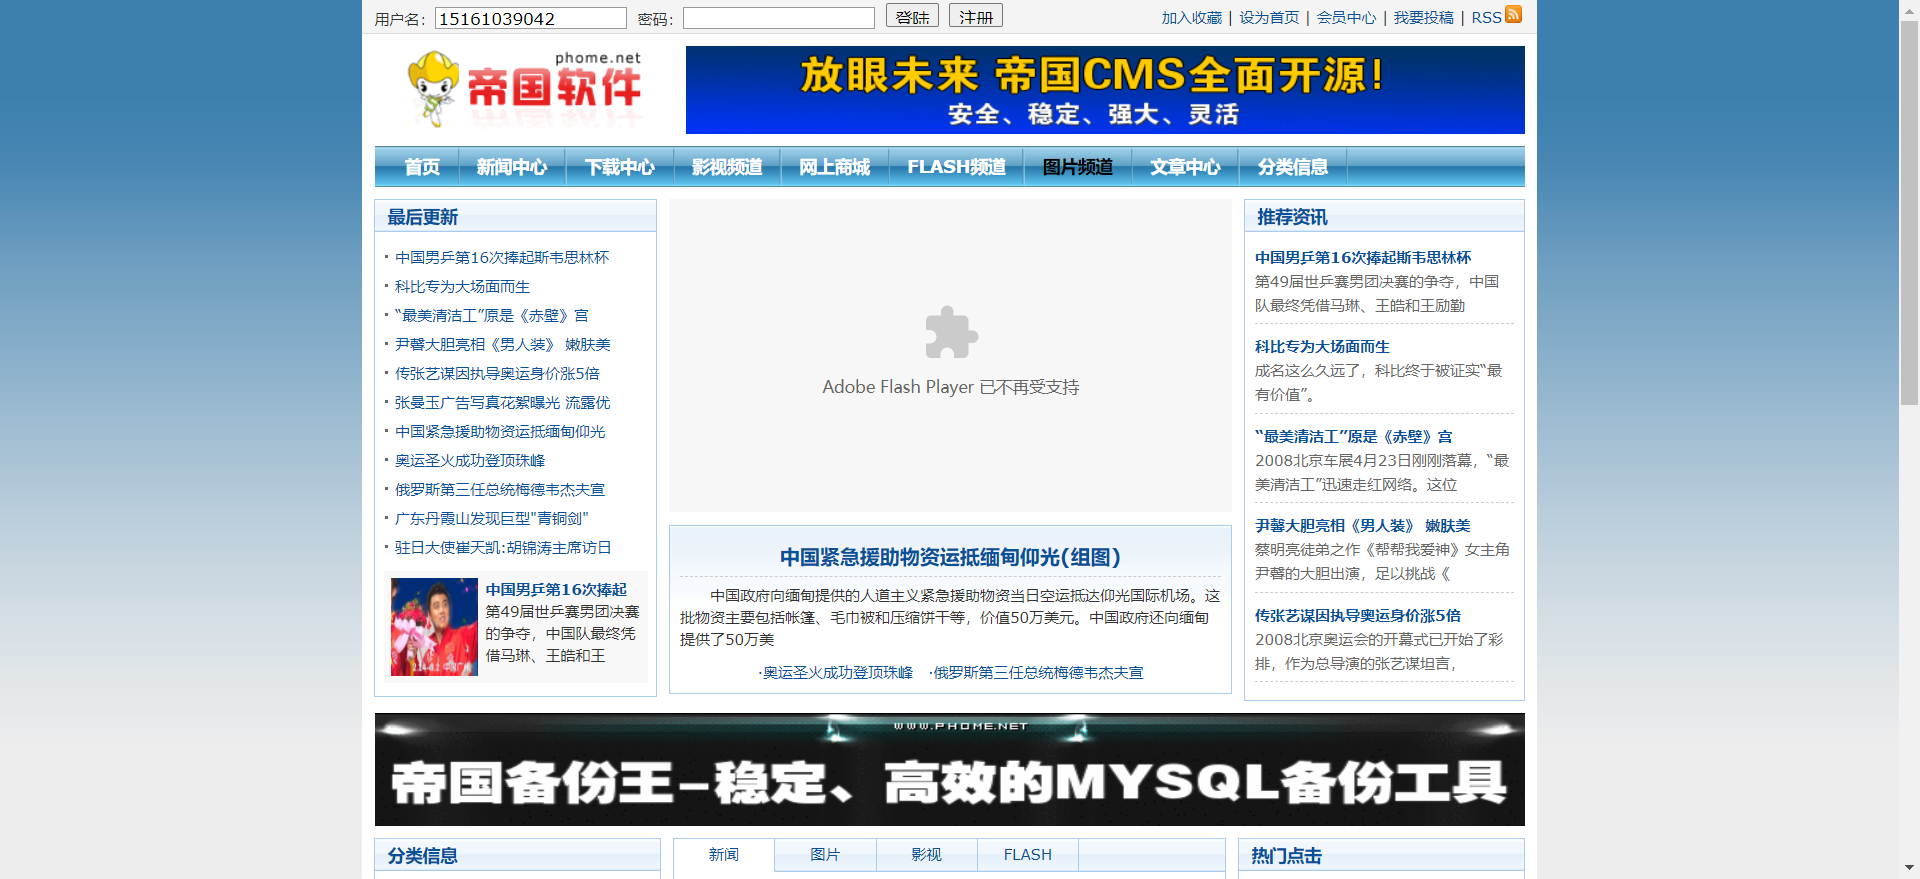 用户名： 15161039042 密码： 登陆 注册 加入收藏 | 设为首页 | 会员中心 | 我要投稿 | RSS
phome.net
帝国软件
放眼未来 帝国CMS全面开源！
安全、稳定、强大、灵活
首页 新闻中心 下载中心 影视频道 网上商城 FLASH频道 图片频道 文章中心 分类信息
最后更新
· 中国男乒第16次捧起斯韦思林杯
· 科比专为大场面而生
· “最美清洁工”原是《赤壁》宫
· 尹馨大胆亮相《男人装》 嫩肤美
· 传张艺谋因执导奥运身价涨5倍
· 张曼玉广告写真花絮曝光 流露优
· 中国紧急援助物资运抵缅甸仰光
· 奥运圣火成功登顶珠峰
· 俄罗斯第三任总统梅德韦杰夫宣
· 广东丹霞山发现巨型"青铜剑"
· 驻日大使崔天凯:胡锦涛主席访日
中国男乒第16次捧起
第49届世乒赛男团决赛
的争夺，中国队最终凭
借马琳、王皓和王
Adobe Flash Player 已不再受支持
中国紧急援助物资运抵缅甸仰光(组图)
中国政府向缅甸提供的人道主义紧急援助物资当日空运抵达仰光国际机场。这
批物资主要包括帐篷、毛巾被和压缩饼干等，价值50万美元。中国政府还向缅甸
提供了50万美
·奥运圣火成功登顶珠峰 ·俄罗斯第三任总统梅德韦杰夫宣
推荐资讯
中国男乒第16次捧起斯韦思林杯
第49届世乒赛男团决赛的争夺，中国
队最终凭借马琳、王皓和王励勤
科比专为大场面而生
成名这么久远了，科比终于被证实“最
有价值”。
“最美清洁工”原是《赤壁》宫
2008北京车展4月23日刚刚落幕，“最
美清洁工”迅速走红网络。这位
尹馨大胆亮相《男人装》 嫩肤美
蔡明亮徒弟之作《帮帮我爱神》女主角
尹馨的大胆出演，足以挑战《
传张艺谋因执导奥运身价涨5倍
2008北京奥运会的开幕式已开始了彩
排，作为总导演的张艺谋坦言，
WWW.PHOME.NET
帝国备份王-稳定、高效的MYSQL备份工具
分类信息
新闻 图片 影视 FLASH
热门点击